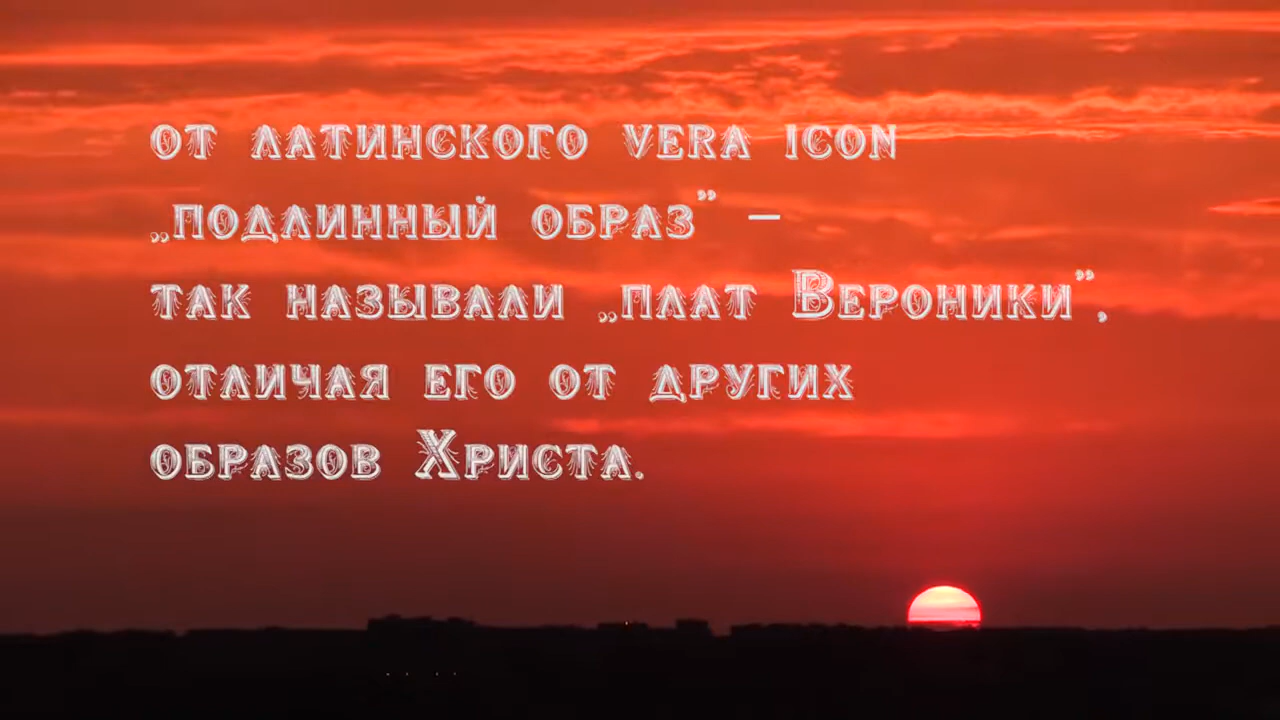 от латинского vera icon
„подлинный образ” –
так называли „плат Вероники”,
отличая его от других
образов Христа.